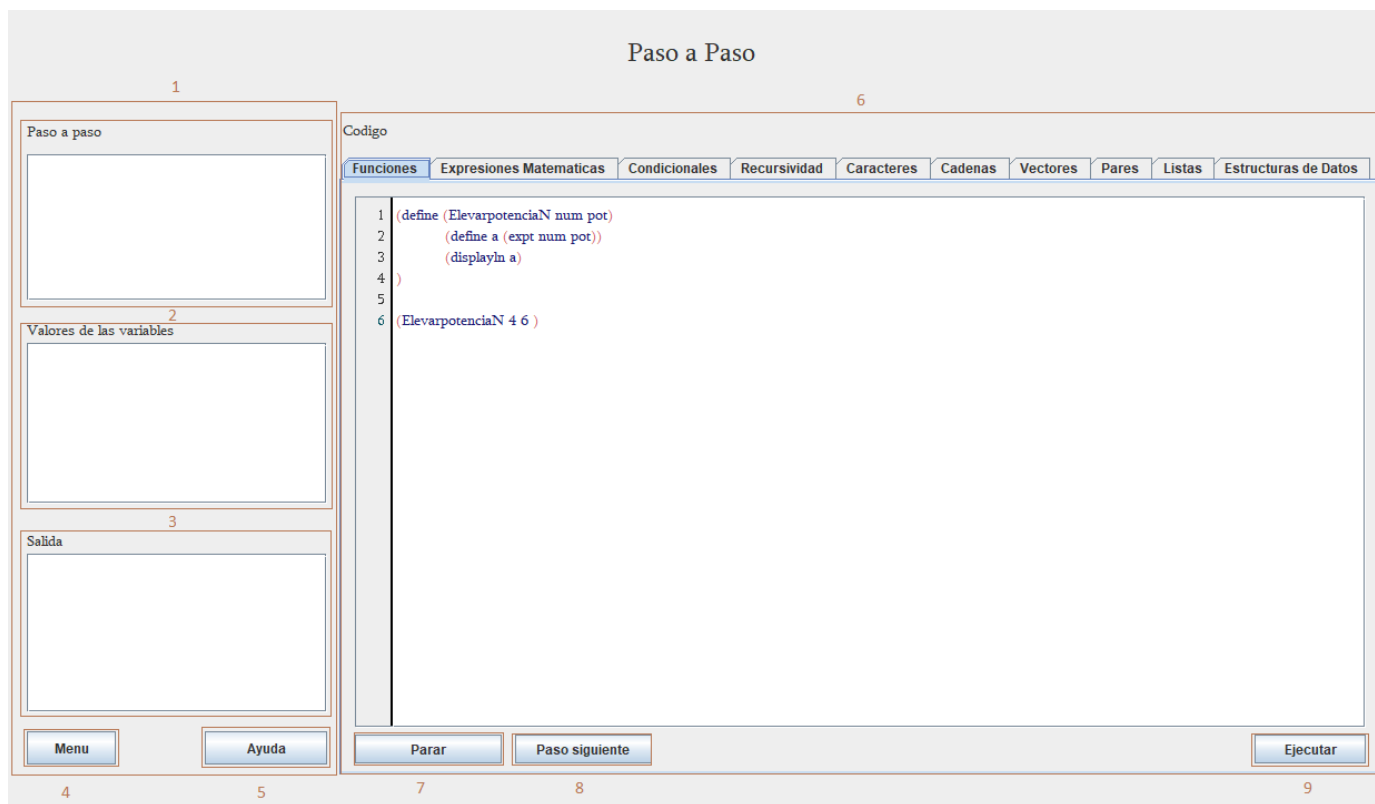 Paso a Paso
1
6
Paso a paso
2
Valores de las variables
3
Salida
Menu
Ayuda
4
5
Codigo
Funciones Expresiones Matematicas Condicionales Recursividad Caracteres Cadenas Vectores Pares Listas Estructuras de Datos
1 (define (ElevarpotenciaN num pot)
2 (define a (expt num pot))
3 (displayln a)
4 )
5
6 (ElevarpotenciaN 4 6 )
Parar
Paso siguiente
Ejecutar
7
8
9